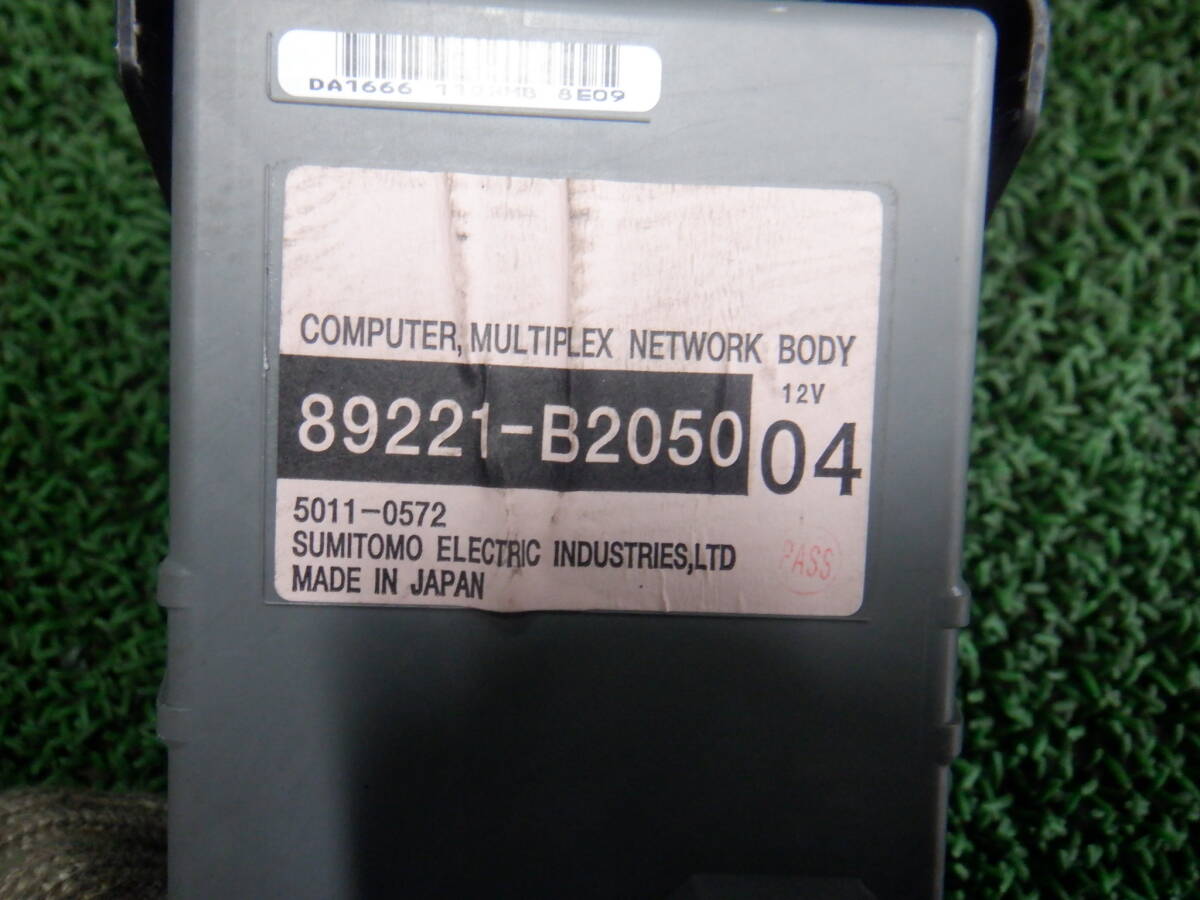 DA1666 8E09
COMPUTER, MULTIPLEX NETWORK BODY
12V
89221-B2050 04
5011-0572
SUMITOMO ELECTRIC INDUSTRIES,LTD
PASS
MADE IN JAPAN